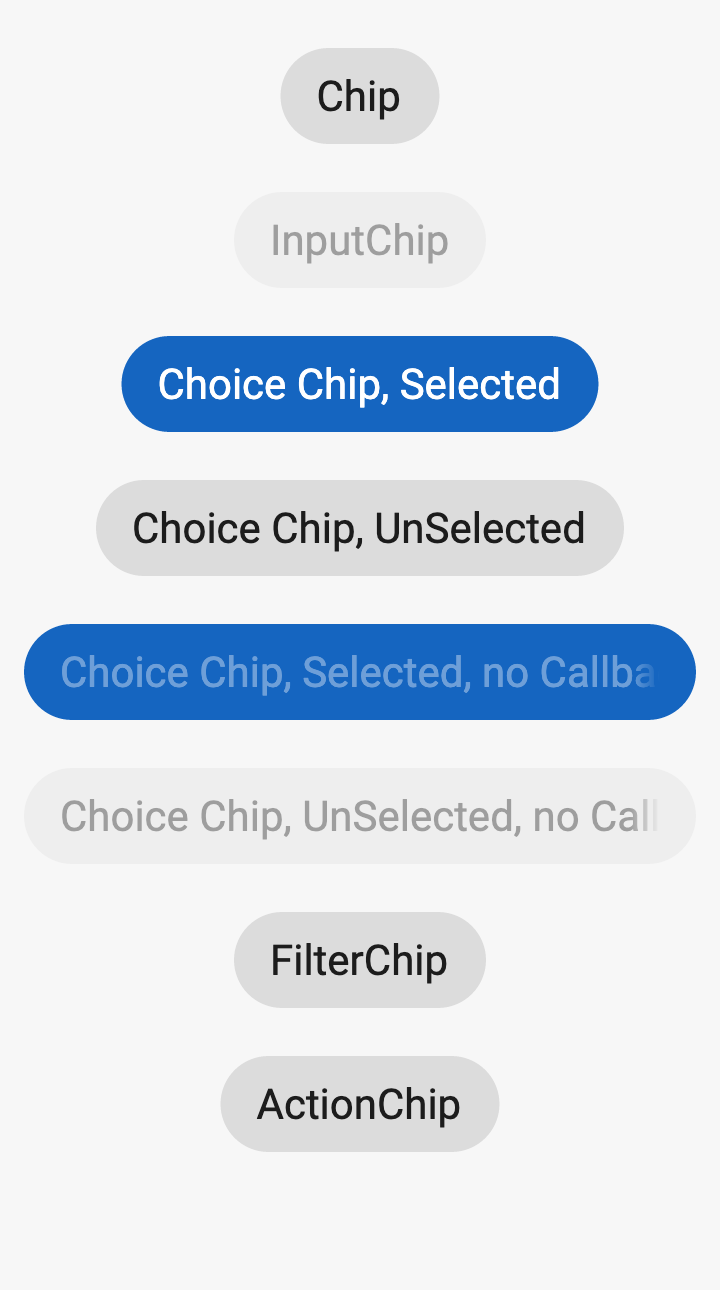 Chip
InputChip
Choice Chip, Selected
Choice Chip, UnSelected
Choice Chip, Selected, no Callba
Choice Chip, UnSelected, no Call
FilterChip
ActionChip